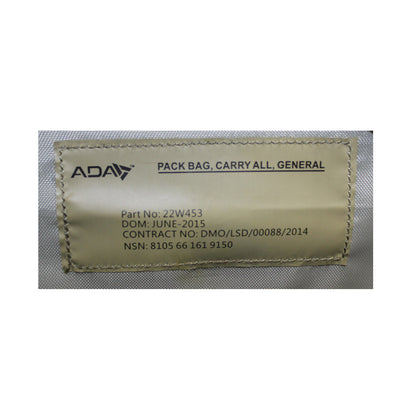 ADA
PACK BAG, CARRY ALL, GENERAL
Part No: 22W453
DOM: JUNE-2015
CONTRACT NO: DMO/LSD/00088/2014
NSN: 8105 66 161 9150